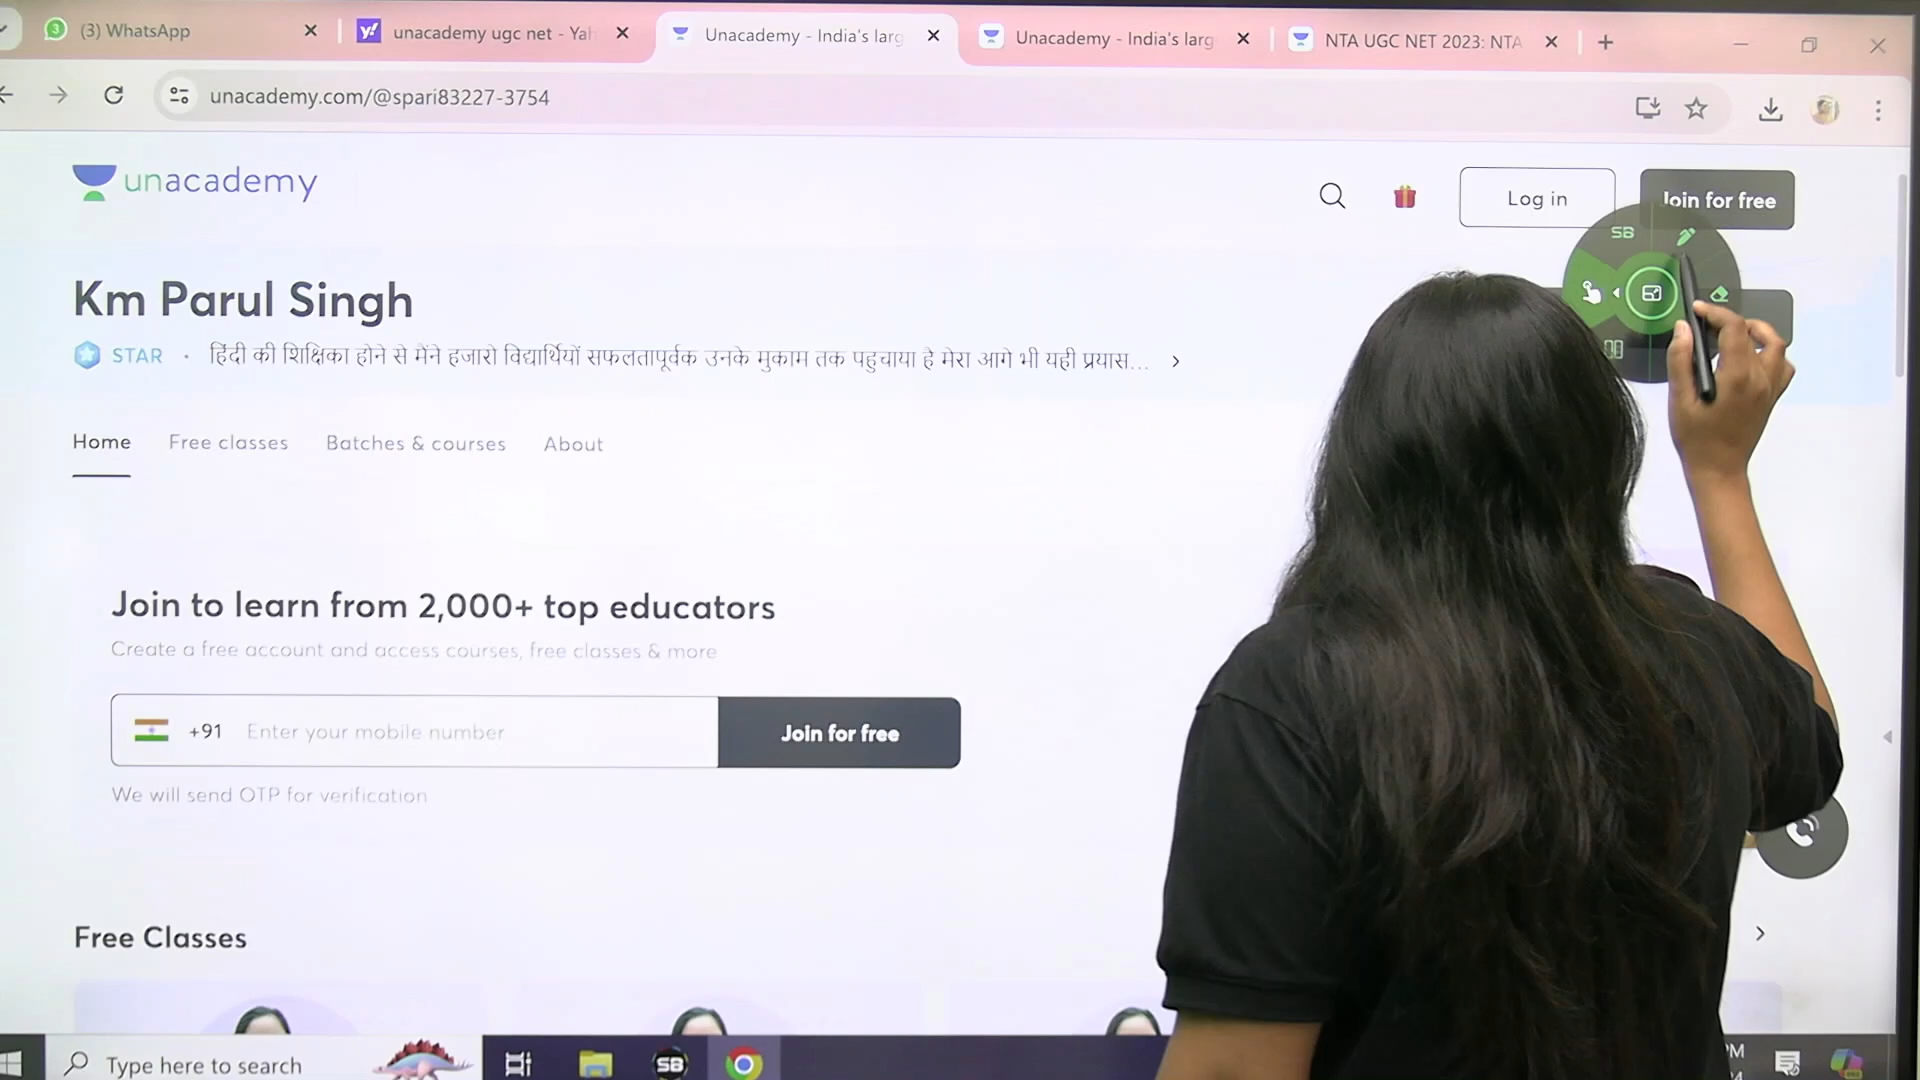 (3) WhatsApp
unacademy ugc net - Yah
Unacademy - India's larg
Unacademy - India's larg
NTA UGC NET 2023: NTA
unacademy.com/@spari83227-3754
unacademy
Log in
Join for free
SB
Km Parul Singh
STAR · हिंदी की शिक्षिका होने से मैंने हजारो विद्यार्थियों सफलतापूर्वक उनके मुकाम तक पहुचाया है मेरा आगे भी यही प्रयास...
Home
Free classes
Batches & courses
About
Join to learn from 2,000+ top educators
Create a free account and access courses, free classes & more
+91
Enter your mobile number
Join for free
We will send OTP for verification
Free Classes
Type here to search
SB